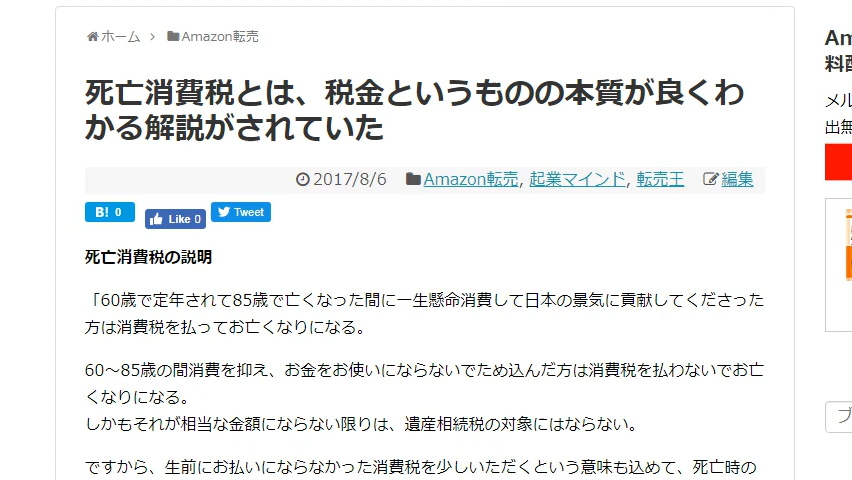 ホーム > Amazon転売
死亡消費税とは、税金というものの本質が良くわ
かる解説がされていた
2017/8/6 Amazon転売, 起業マインド, 転売王 編集
B! 0 Like 0 Tweet
死亡消費税の説明
「60歳で定年されて85歳で亡くなった間に一生懸命消費して日本の景気に貢献してくださった
方は消費税を払ってお亡くなりになる。
60～85歳の間消費を抑え、お金をお使いにならないでため込んだ方は消費税を払わないでお亡
くなりになる。
しかもそれが相当な金額にならない限りは、遺産相続税の対象にはならない。
ですから、生前にお払いにならなかった消費税を少しいただくという意味も込めて、死亡時の
Am
料配
メル
出無
ブ